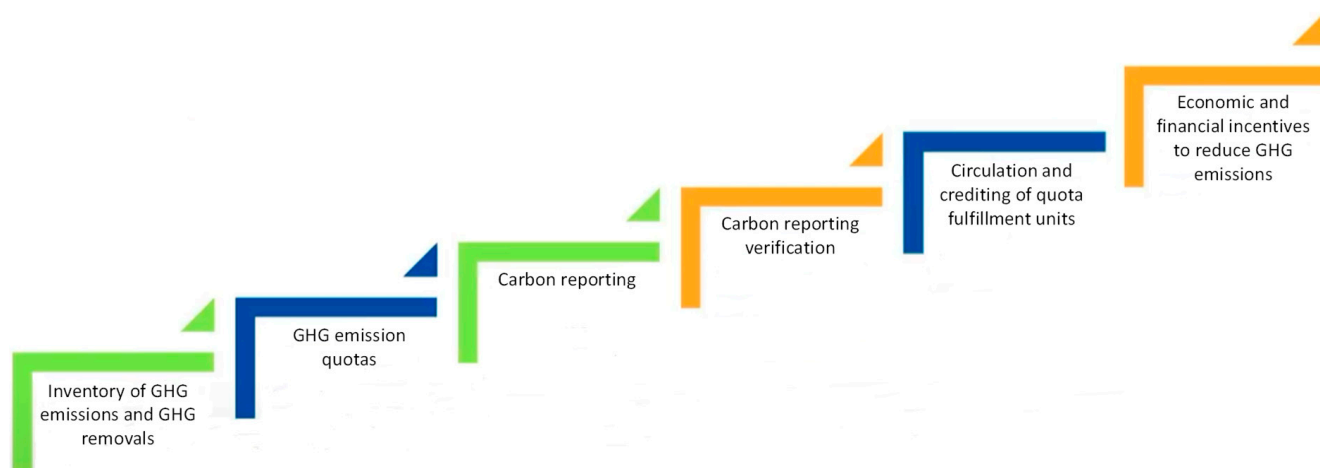 Inventory of GHG
emissions and GHG
removals
GHG emission
quotas
Carbon reporting
Carbon reporting
verification
Circulation and
crediting of quota
fulfillment units
Economic and
financial incentives
to reduce GHG
emissions